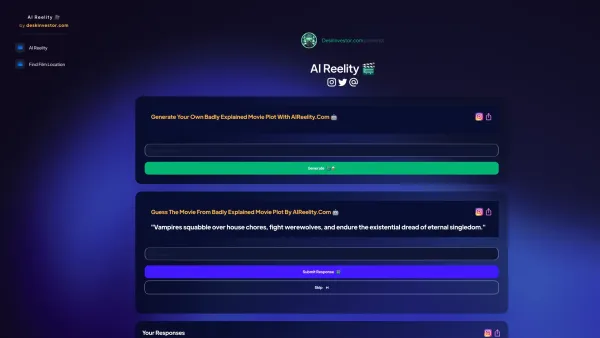 AI Reelity 🎬
by deskinvestor.com
AI Reelity
Find Film Location
Deskinvestor.com presents
AI Reelity 🎬
Generate Your Own Badly Explained Movie Plot With AIReelity.Com 🤖
Generate
Guess The Movie From Badly Explained Movie Plot By AIReelity.Com 🤖
"Vampires squabble over house chores, fight werewolves, and endure the existential dread of eternal singledom."
Submit Response
Skip
Your Responses